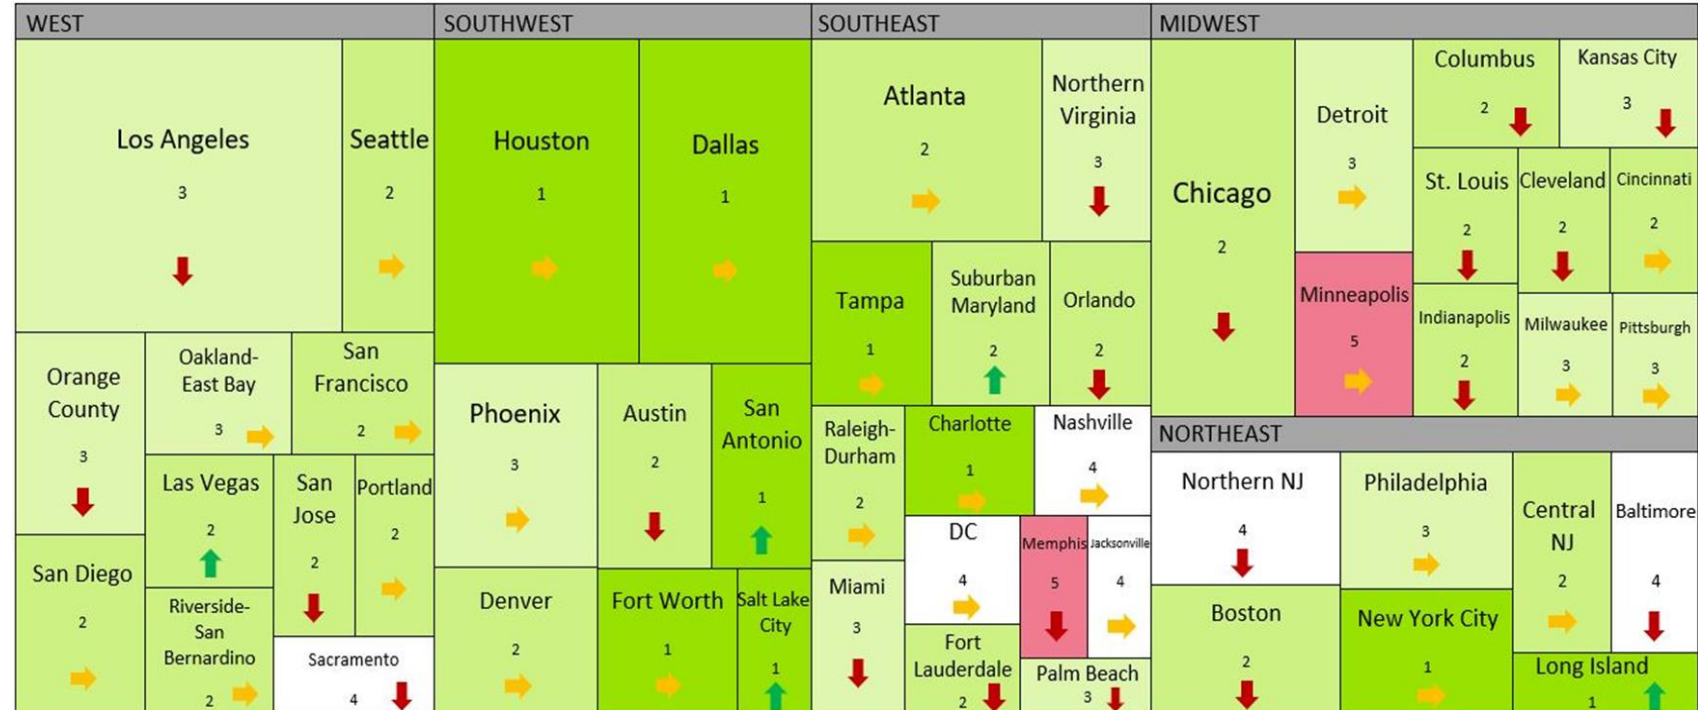 WEST
Los Angeles
3
Seattle
2
Orange
County
3
Oakland-
East Bay
3
San
Francisco
2
San Diego
2
Las Vegas
2
San
Jose
2
Portland
2
Riverside-
San
Bernardino
2
Sacramento
4
SOUTHWEST
Houston
1
Dallas
1
Phoenix
3
Austin
2
San
Antonio
1
Denver
2
Fort Worth
1
Salt Lake
City
1
SOUTHEAST
Atlanta
2
Northern
Virginia
3
Tampa
1
Suburban
Maryland
2
Orlando
2
Raleigh-
Durham
2
Charlotte
1
Nashville
4
Miami
3
DC
4
Memphis
5
Jacksonville
4
Fort
Lauderdale
2
Palm Beach
3
MIDWEST
Chicago
2
Detroit
3
Minneapolis
5
Columbus
2
Kansas City
3
St. Louis
2
Cleveland
2
Cincinnati
2
Indianapolis
2
Milwaukee
3
Pittsburgh
3
NORTHEAST
Northern NJ
4
Boston
2
Philadelphia
3
New York City
1
Central
NJ
2
Baltimore
4
Long Island
1